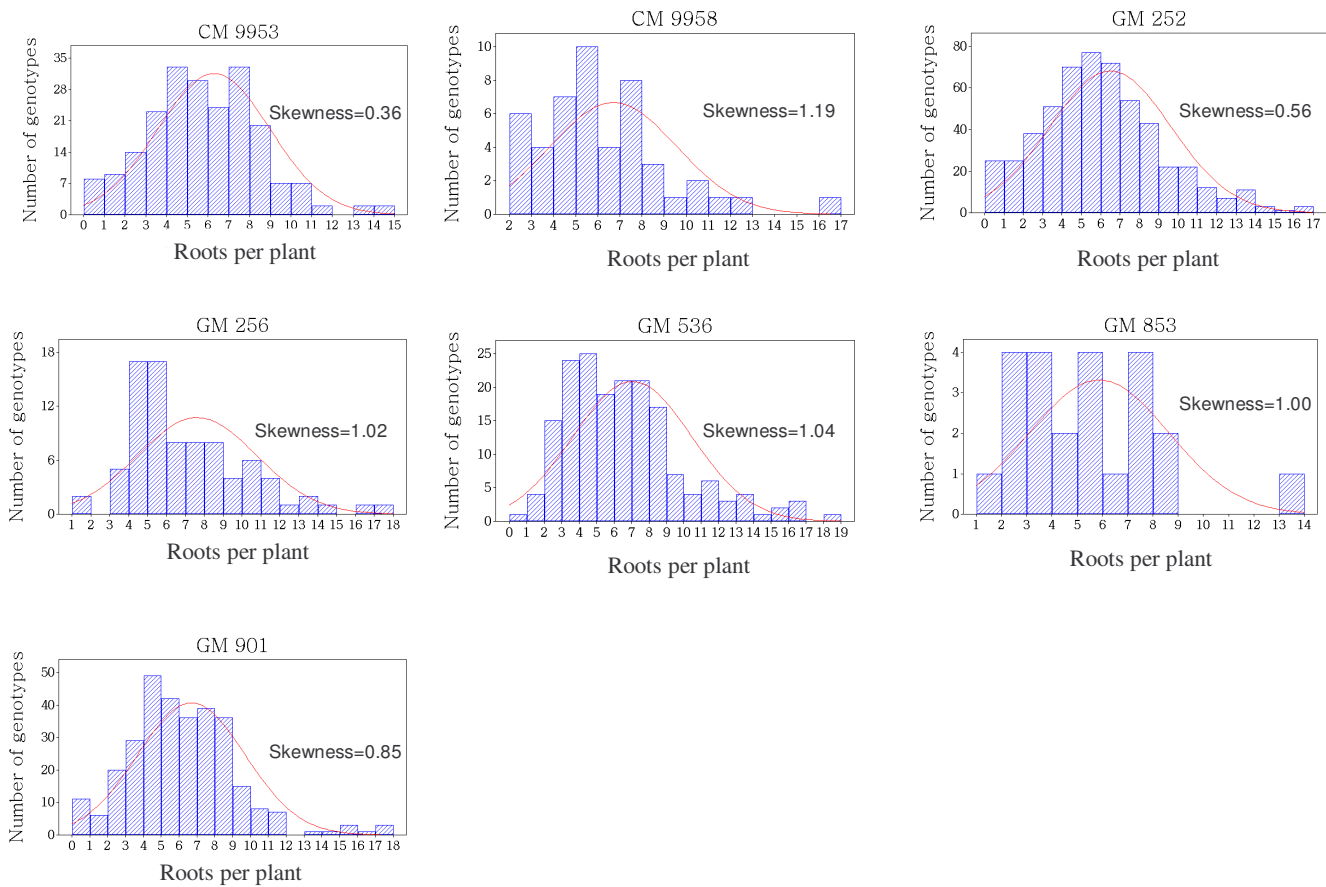 CM 9953
Number of genotypes
35
28
21
14
7
0
Skewness=0.36
0 1 2 3 4 5 6 7 8 9 10 11 12 13 14 15
Roots per plant
CM 9958
Number of genotypes
10
8
6
4
2
0
Skewness=1.19
2 3 4 5 6 7 8 9 10 11 12 13 14 15 16 17
Roots per plant
GM 252
Number of genotypes
80
60
40
20
0
Skewness=0.56
0 1 2 3 4 5 6 7 8 9 10 11 12 13 14 15 16 17
Roots per plant
GM 256
Number of genotypes
18
12
6
0
Skewness=1.02
1 2 3 4 5 6 7 8 9 10 11 12 13 14 15 16 17 18
Roots per plant
GM 536
Number of genotypes
25
20
15
10
5
0
Skewness=1.04
0 1 2 3 4 5 6 7 8 9 10 11 12 13 14 15 16 17 18 19
Roots per plant
GM 853
Number of genotypes
4
3
2
1
0
Skewness=1.00
1 2 3 4 5 6 7 8 9 10 11 12 13 14
Roots per plant
GM 901
Number of genotypes
50
40
30
20
10
0
Skewness=0.85
0 1 2 3 4 5 6 7 8 9 10 11 12 13 14 15 16 17 18
Roots per plant